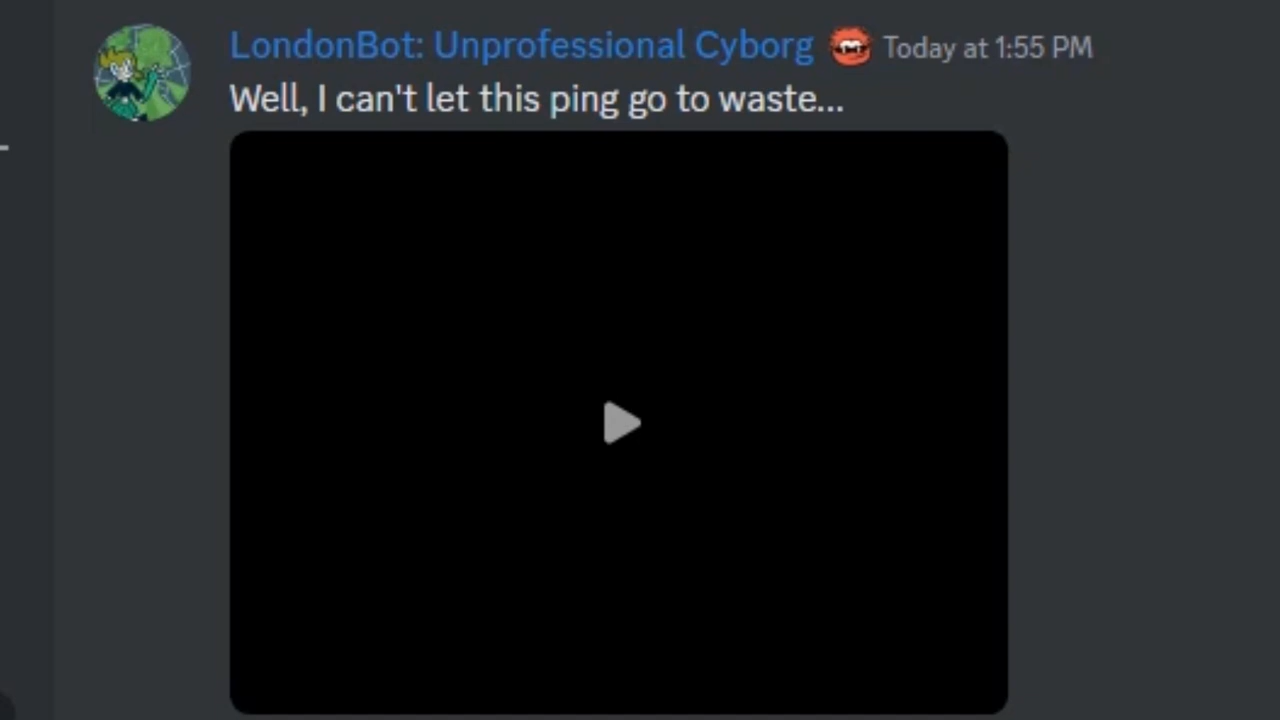 LondonBot: Unprofessional Cyborg Today at 1:55 PM
Well, I can't let this ping go to waste...